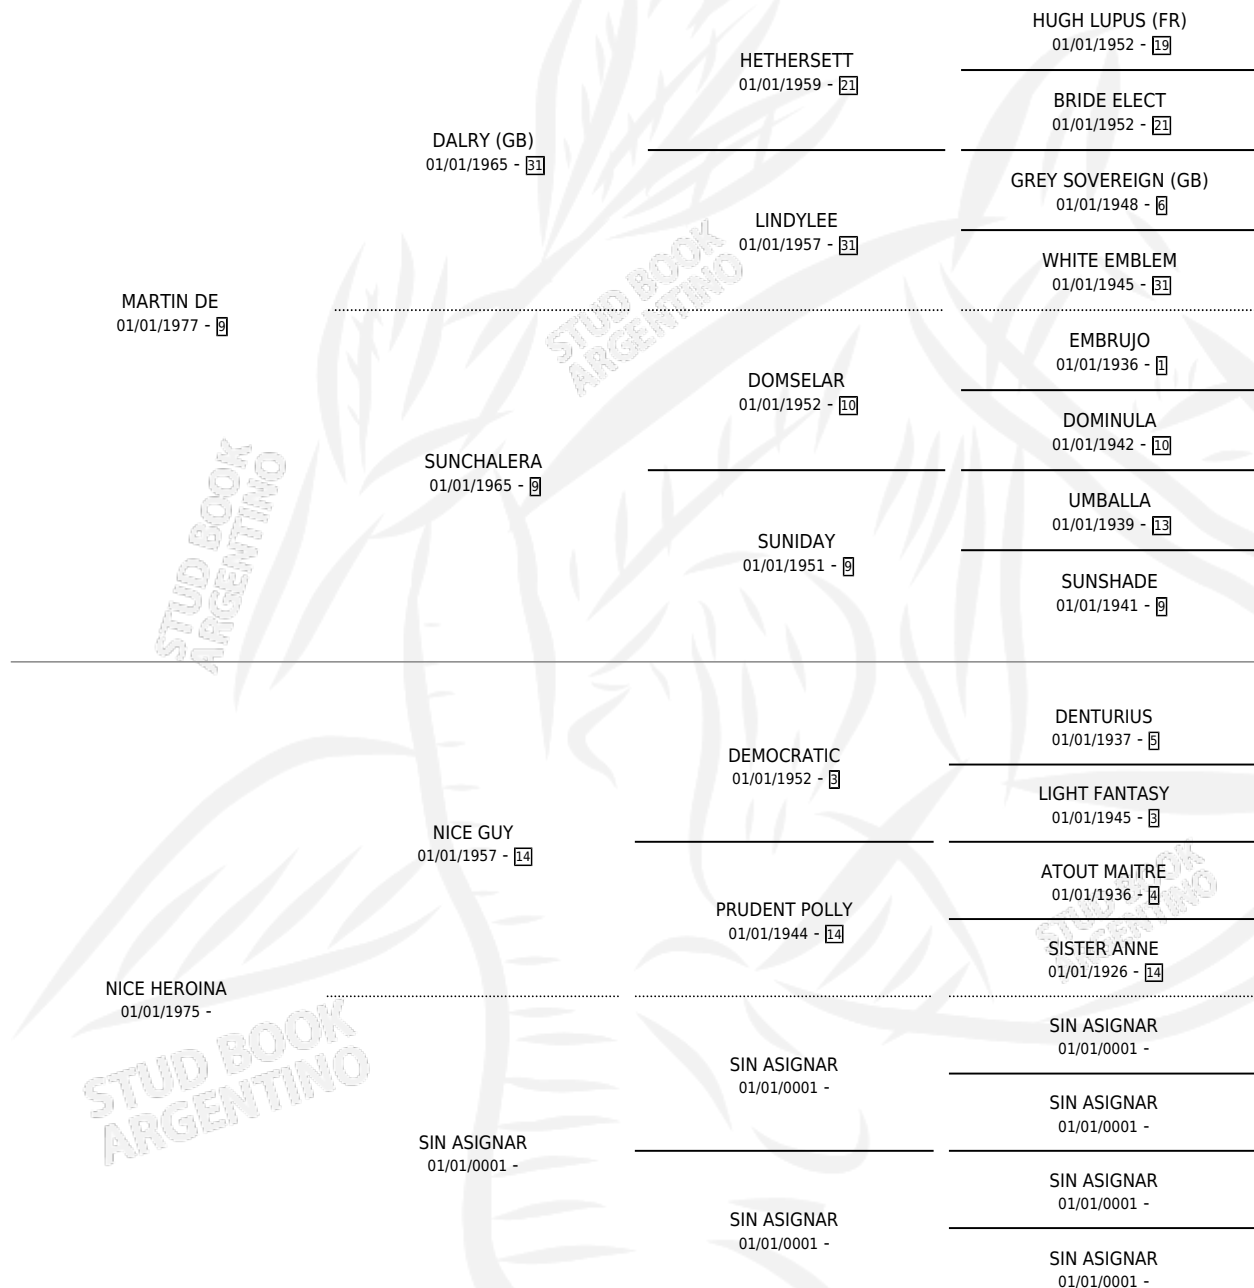 HUGH LUPUS (FR)
01/01/1952 - 19
HETHERSETT
01/01/1959 - 21
BRIDE ELECT
01/01/1952 - 21
DALRY (GB)
01/01/1965 - 31
GREY SOVEREIGN (GB)
01/01/1948 - 6
LINDYLEE
01/01/1957 - 31
WHITE EMBLEM
01/01/1945 - 31
MARTIN DE
01/01/1977 - 9
EMBRUJO
01/01/1936 - 1
DOMSELAR
01/01/1952 - 10
DOMINULA
01/01/1942 - 10
SUNCHALERA
01/01/1965 - 9
UMBALLA
01/01/1939 - 13
SUNIDAY
01/01/1951 - 9
SUNSHADE
01/01/1941 - 9
DENTURIUS
01/01/1937 - 5
DEMOCRATIC
01/01/1952 - 3
LIGHT FANTASY
01/01/1945 - 3
NICE GUY
01/01/1957 - 14
ATOUT MAITRE
01/01/1936 - 4
PRUDENT POLLY
01/01/1944 - 14
SISTER ANNE
01/01/1926 - 14
NICE HEROINA
01/01/1975 -
SIN ASIGNAR
01/01/0001 -
SIN ASIGNAR
01/01/0001 -
SIN ASIGNAR
01/01/0001 -
SIN ASIGNAR
01/01/0001 -
SIN ASIGNAR
01/01/0001 -
SIN ASIGNAR
01/01/0001 -
SIN ASIGNAR
01/01/0001 -
STUD BOOK
ARGENTINO
STUD BOOK
ARGENTINO
STUD BOOK
ARGENTINO
STUD BOOK
ARGENTINO